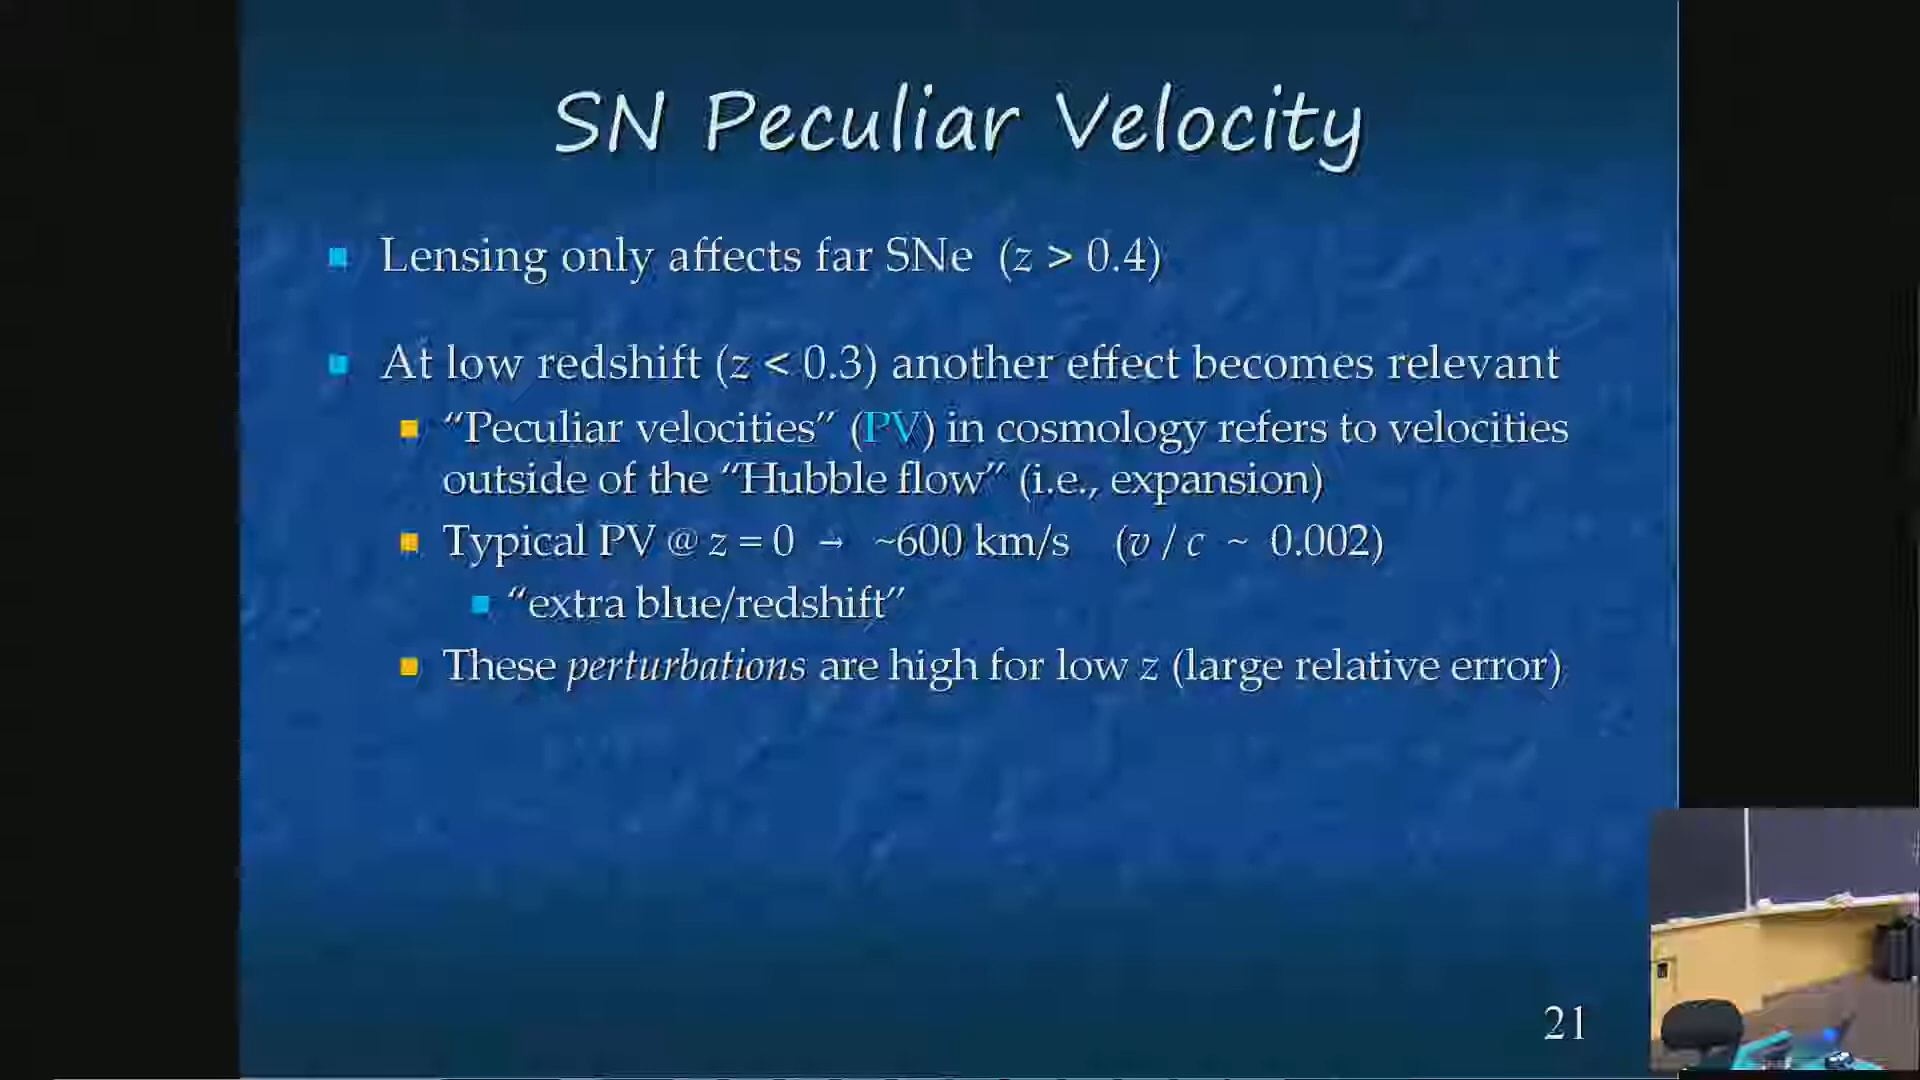 SN Peculiar Velocity
Lensing only affects far SNe (z > 0.4)
At low redshift (z < 0.3) another effect becomes relevant
“Peculiar velocities” (PV) in cosmology refers to velocities
outside of the “Hubble flow” (i.e., expansion)
Typical PV @ z = 0 → ~600 km/s (v / c ~ 0.002)
“extra blue/redshift”
These perturbations are high for low z (large relative error)
21